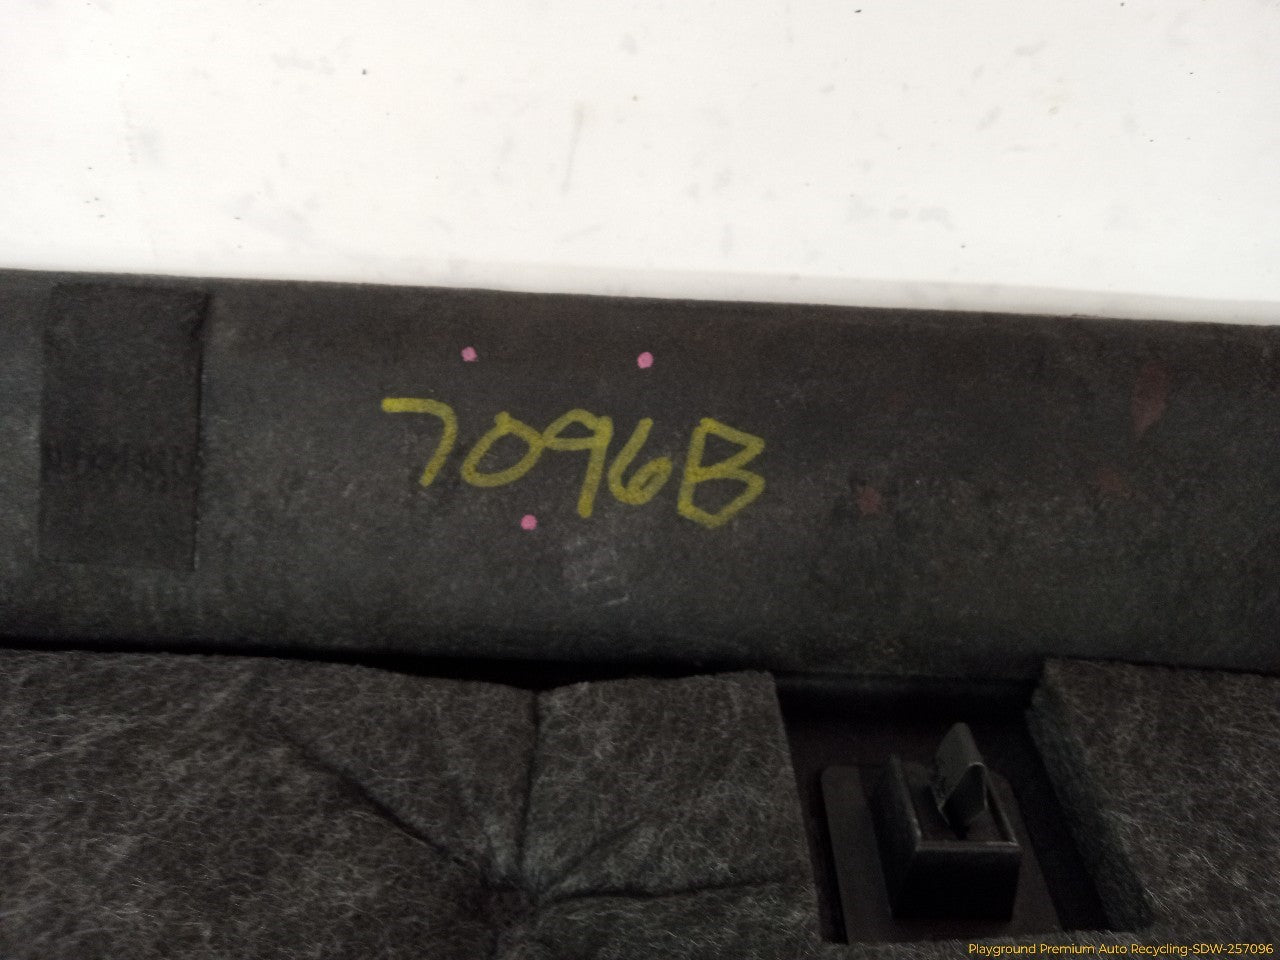 7096B
Playground Premium Auto Recycling-SDW-257096